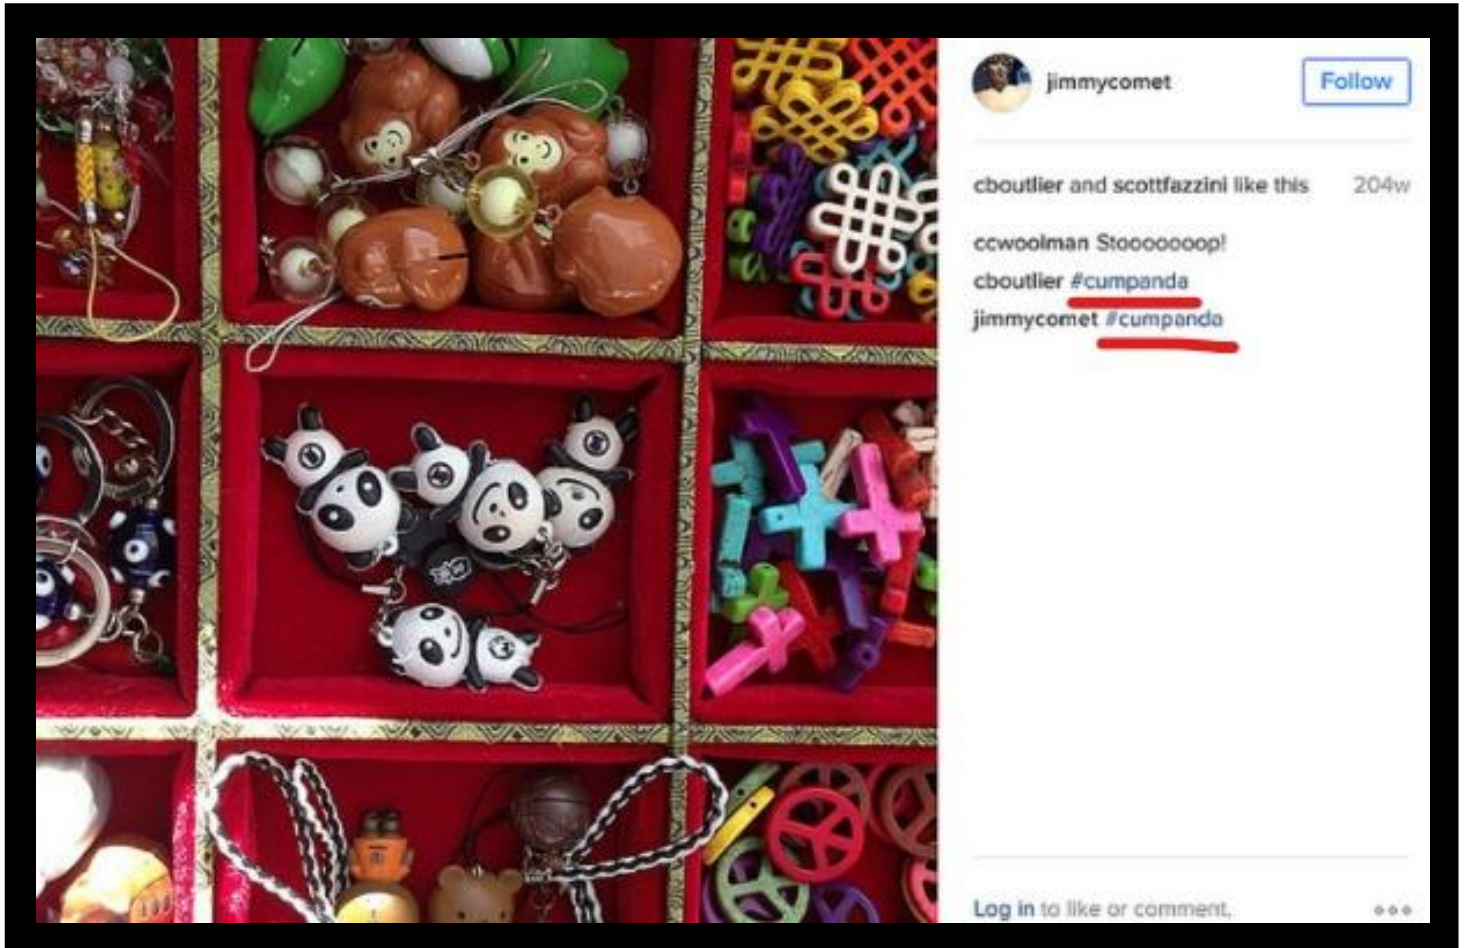 jimmycomet
Follow
cboutlier and scottfazzini like this 204w
ccwoolman Stooooooop!
cboutlier #cumpanda
jimmycomet #cumpanda
Log in to like or comment.